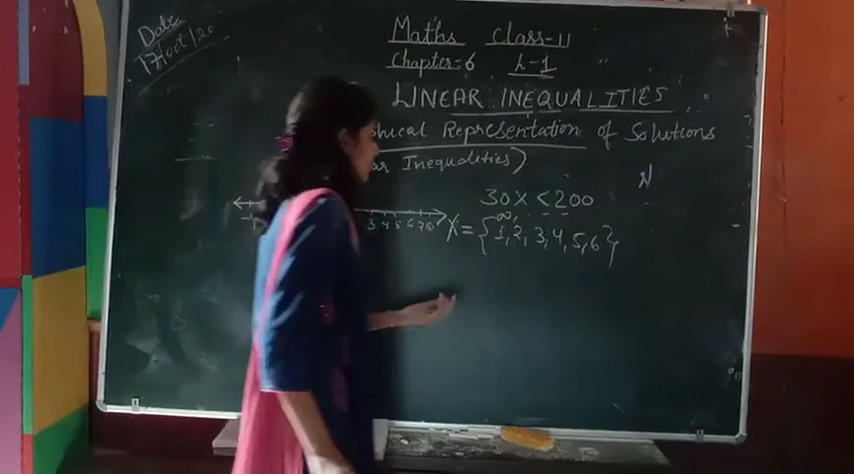 Date
17/Oct/20
Maths Class-11
Chapter-6 L-1
LINEAR INEQUALITIES
Representation of Solutions
Inequalities)
30x < 200
N
3 4 5 6 7 8
X = {1, 2, 3, 4, 5, 6}